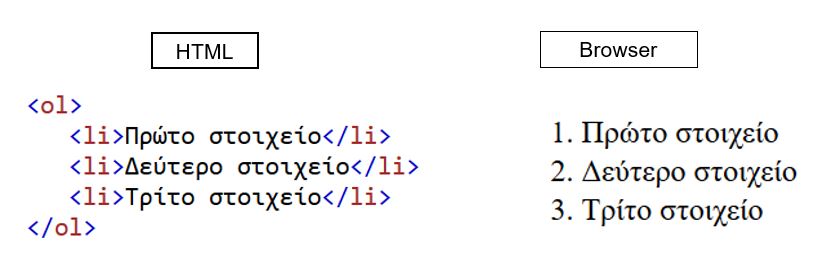 HTML
<ol>
<li>Πρώτο στοιχείο</li>
<li>Δεύτερο στοιχείο</li>
<li>Τρίτο στοιχείο</li>
</ol>
Browser
1. Πρώτο στοιχείο
2. Δεύτερο στοιχείο
3. Τρίτο στοιχείο